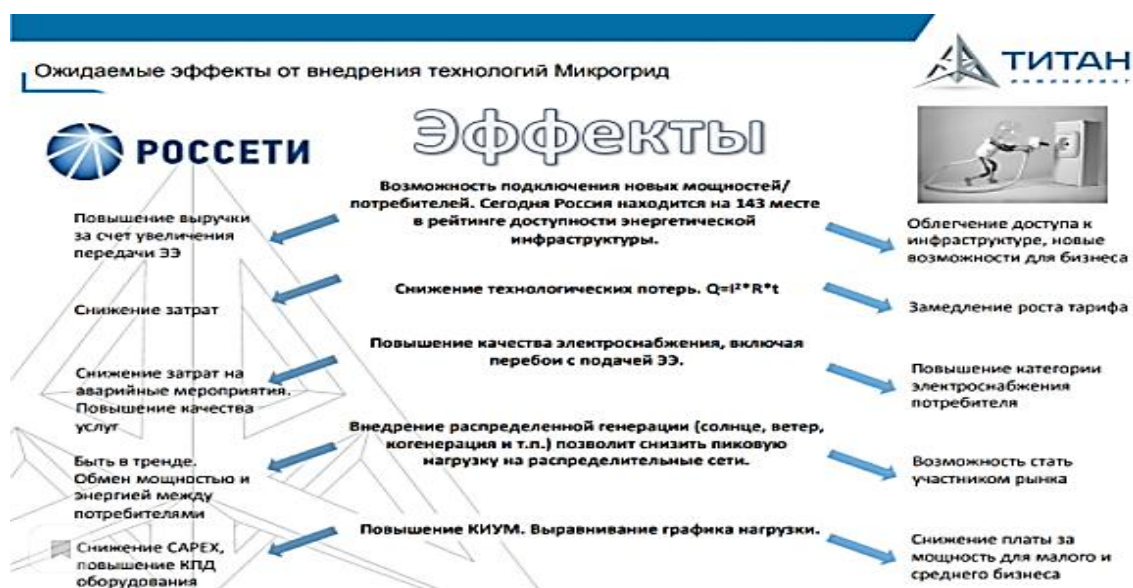 ТИТАН
Ожидаемые эффекты от внедрения технологий Микрогрид
РОССЕТИ
Эффекты
Возможность подключения новых мощностей/
потребителей. Сегодня Россия находится на 143 месте
в рейтинге доступности энергетической
инфраструктуры.
Повышение выручки
за счет увеличения
передачи ЭЭ
Облегчение доступа к
инфраструктуре, новые
возможности для бизнеса
Снижение технологических потерь. Q=I²*R*t
Снижение затрат
Замедление роста тарифа
Повышение качества электроснабжения, включая
перебои с подачей ЭЭ.
Снижение затрат на
аварийные мероприятия.
Повышение качества
услуг
Повышение категории
электроснабжения
потребителя
Внедрение распределенной генерации (солнце, ветер,
когенерация и т.п.) позволит снизить пиковую
нагрузку на распределительные сети.
Быть в тренде.
Обмен мощностью и
энергией между
потребителями
Возможность стать
участником рынка
Повышение КИУМ. Выравнивание графика нагрузки.
Снижение CAPEX,
повышение КПД
оборудования
Снижение платы за
мощность для малого и
среднего бизнеса